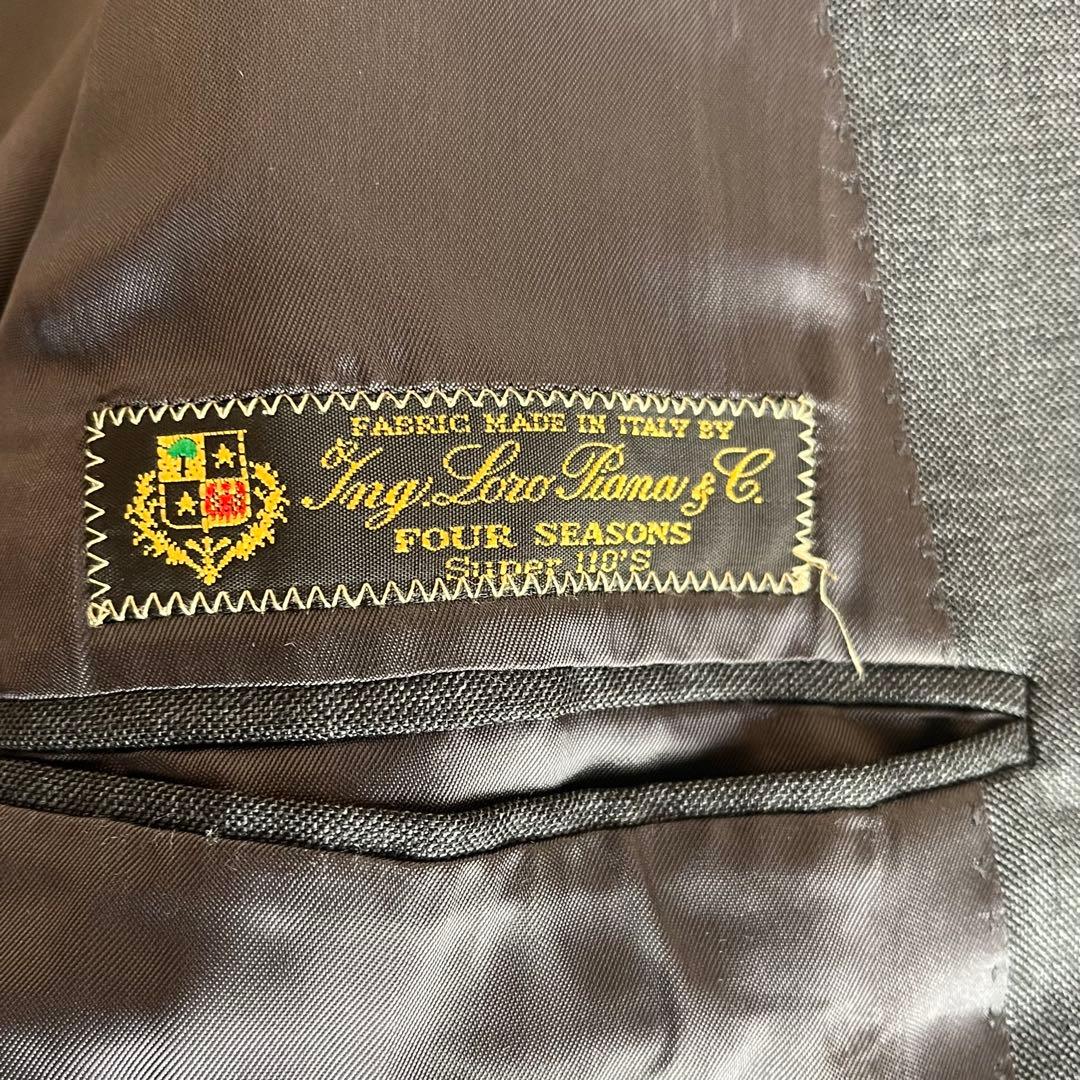 FABRIC MADE IN ITALY BY
Ing. Loro Piana & C.
FOUR SEASONS
Super 110'S